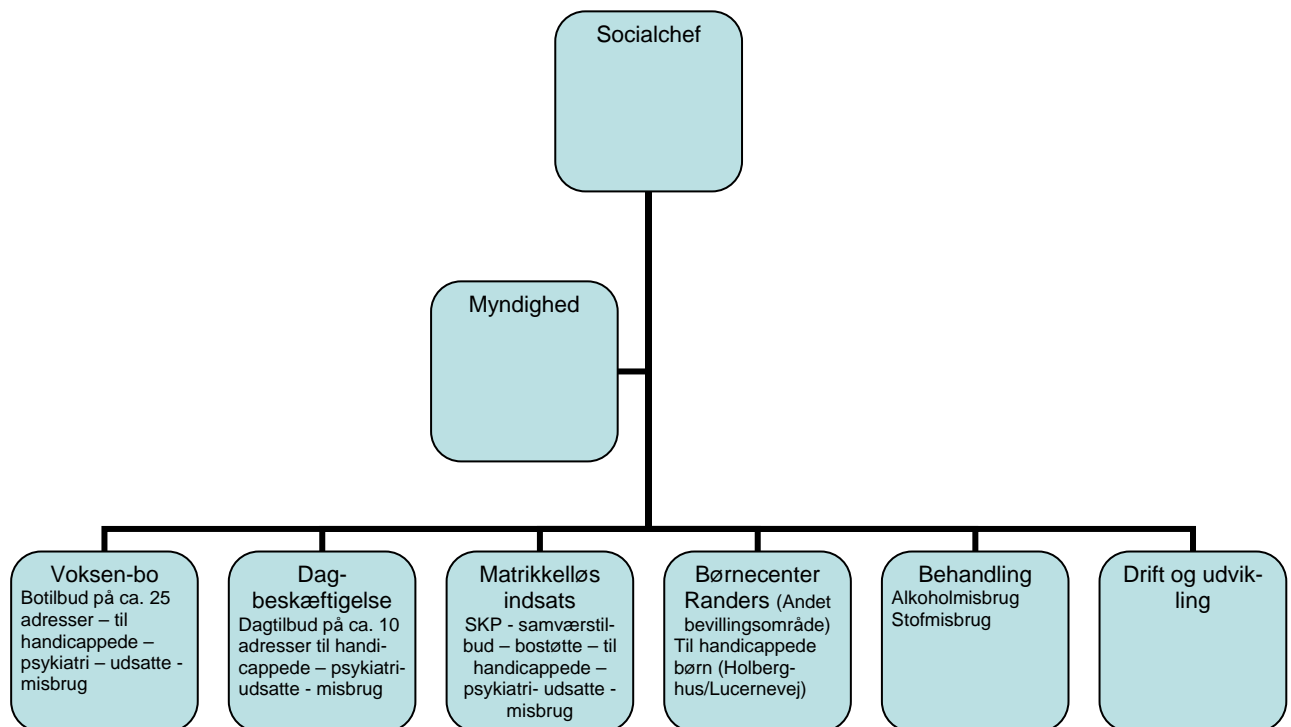 Socialchef
Myndighed
Voksen-bo
Botilbud på ca. 25
adresser – til
handicappede –
psykiatri – udsatte -
misbrug
Dag-
beskæftigelse
Dagtilbud på ca. 10
adresser til handi-
cappede – psykiatri-
udsatte - misbrug
Matrikkelløs
indsats
SKP - samværstil-
bud – bostøtte – til
handicappede –
psykiatri- udsatte -
misbrug
Børnecenter
Randers (Andet
bevillingsområde)
Til handicappede
børn (Holberg-
hus/Lucernevej)
Behandling
Alkoholmisbrug
Stofmisbrug
Drift og udvik-
ling